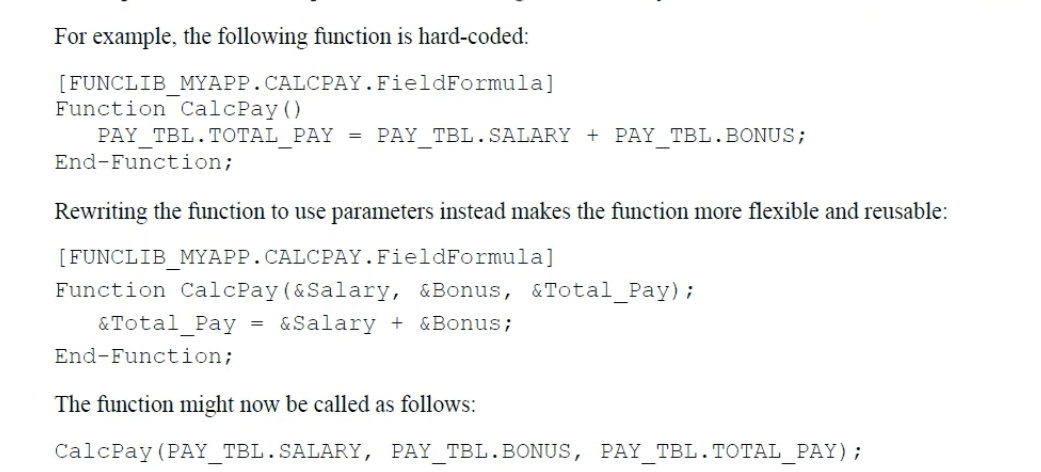 For example, the following function is hard-coded:
[FUNCLIB_MYAPP.CALCPAY.FieldFormula]
Function CalcPay()
   PAY_TBL.TOTAL_PAY = PAY_TBL.SALARY + PAY_TBL.BONUS;
End-Function;
Rewriting the function to use parameters instead makes the function more flexible and reusable:
[FUNCLIB_MYAPP.CALCPAY.FieldFormula]
Function CalcPay(&Salary, &Bonus, &Total_Pay);
   &Total_Pay = &Salary + &Bonus;
End-Function;
The function might now be called as follows:
CalcPay(PAY_TBL.SALARY, PAY_TBL.BONUS, PAY_TBL.TOTAL_PAY);